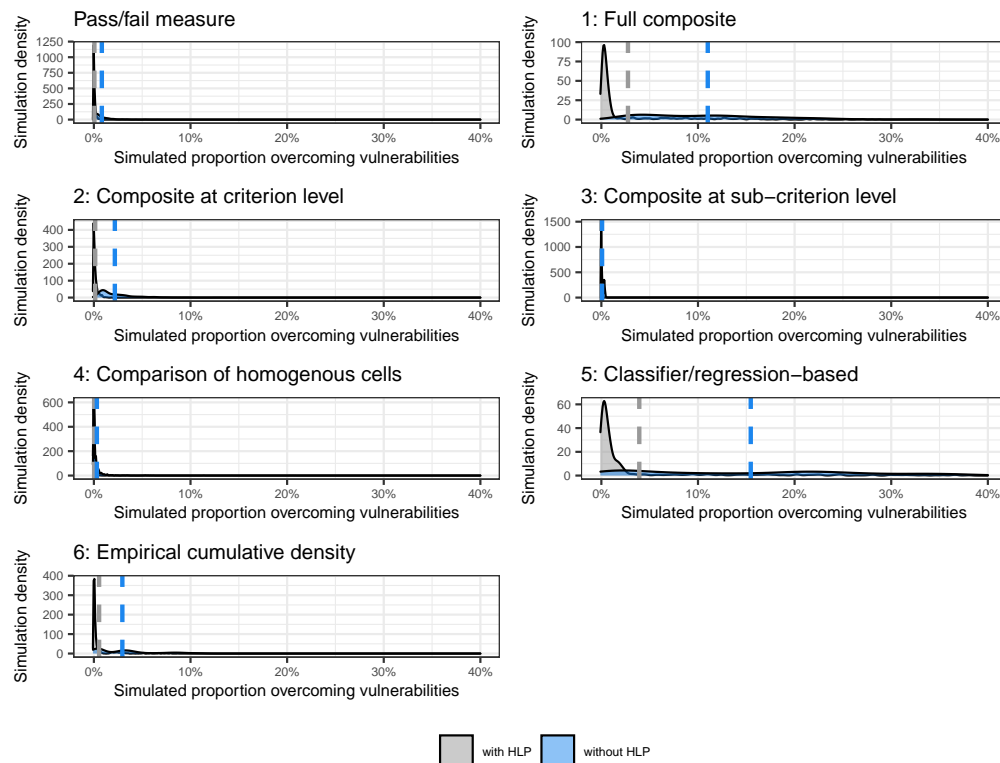 Pass/fail measure
Simulation density
1250
1000
750
500
250
0
0% 10% 20% 30% 40%
Simulated proportion overcoming vulnerabilities
1: Full composite
Simulation density
100
75
50
25
0
0% 10% 20% 30% 40%
Simulated proportion overcoming vulnerabilities
2: Composite at criterion level
Simulation density
400
300
200
100
0
0% 10% 20% 30% 40%
Simulated proportion overcoming vulnerabilities
3: Composite at sub−criterion level
Simulation density
1500
1000
500
0
0% 10% 20% 30% 40%
Simulated proportion overcoming vulnerabilities
4: Comparison of homogenous cells
Simulation density
600
400
200
0
0% 10% 20% 30% 40%
Simulated proportion overcoming vulnerabilities
5: Classifier/regression−based
Simulation density
60
40
20
0
0% 10% 20% 30% 40%
Simulated proportion overcoming vulnerabilities
6: Empirical cumulative density
Simulation density
400
300
200
100
0
0% 10% 20% 30% 40%
Simulated proportion overcoming vulnerabilities
with HLP without HLP